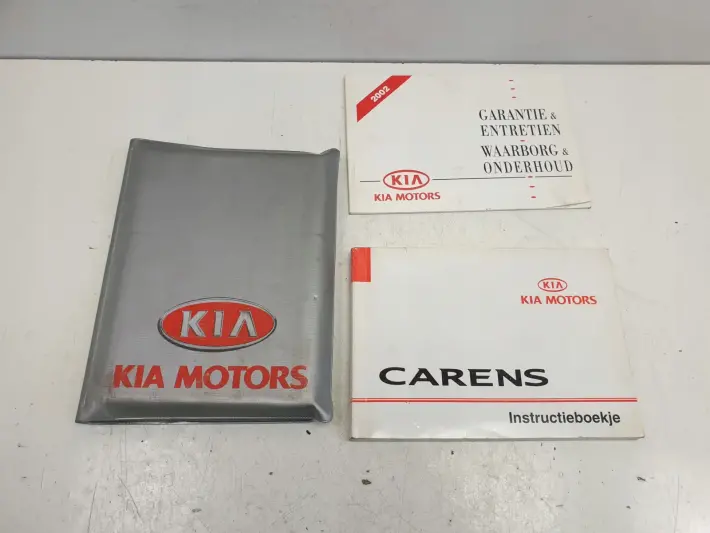 KIA
KIA MOTORS
2002
GARANTIE &
ENTRETIEN
WAARBORG &
ONDERHOUD
KIA
KIA MOTORS
KIA
KIA MOTORS
CARENS
Instructieboekje